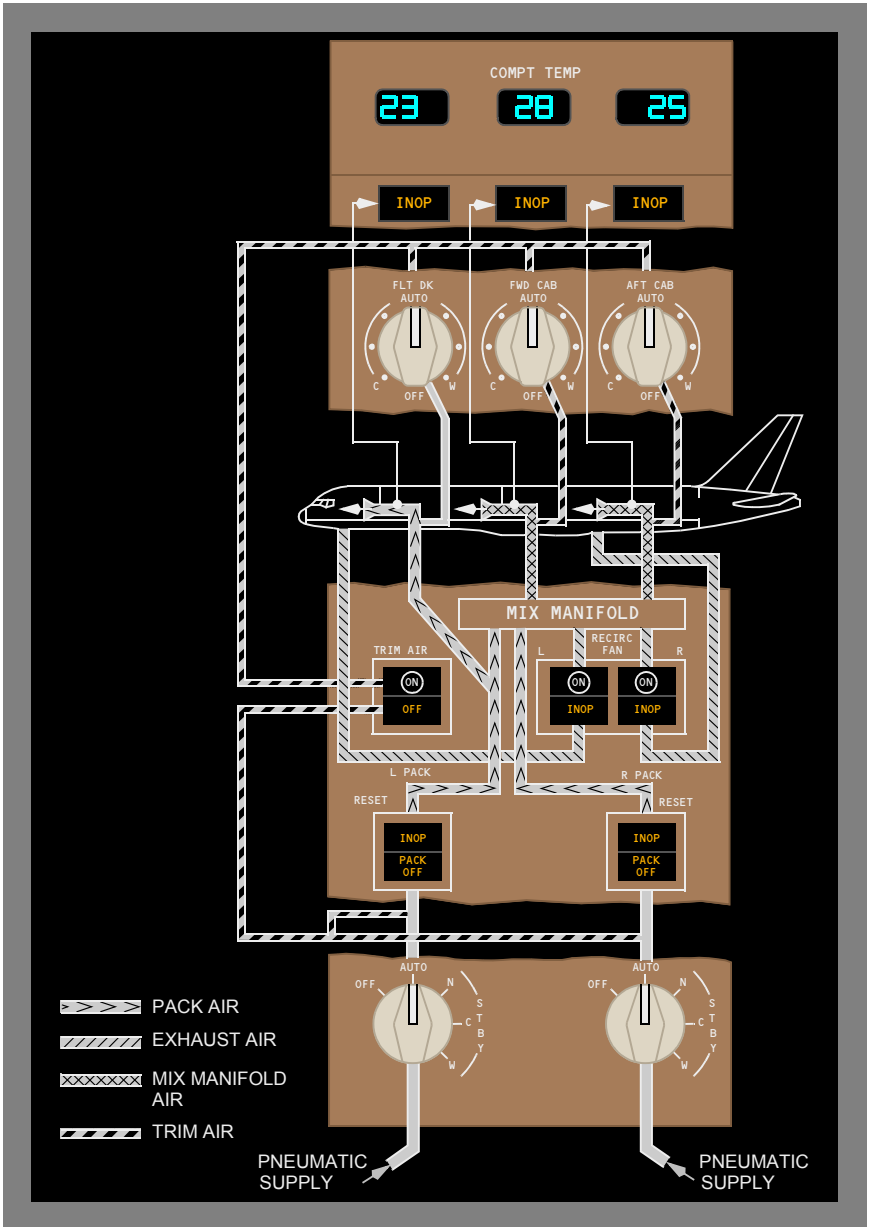 COMPT TEMP
23 28 25
INOP INOP INOP
FLT DK FWD CAB AFT CAB
AUTO AUTO AUTO
C W C W C W
OFF OFF OFF
MIX MANIFOLD
RECIRC
FAN
TRIM AIR L R
ON ON ON
OFF INOP INOP
L PACK R PACK
RESET RESET
INOP INOP
PACK PACK
OFF OFF
AUTO AUTO
OFF N OFF N
S S
T T
C C
B B
Y Y
W W
PACK AIR
EXHAUST AIR
MIX MANIFOLD
AIR
TRIM AIR
PNEUMATIC PNEUMATIC
SUPPLY SUPPLY